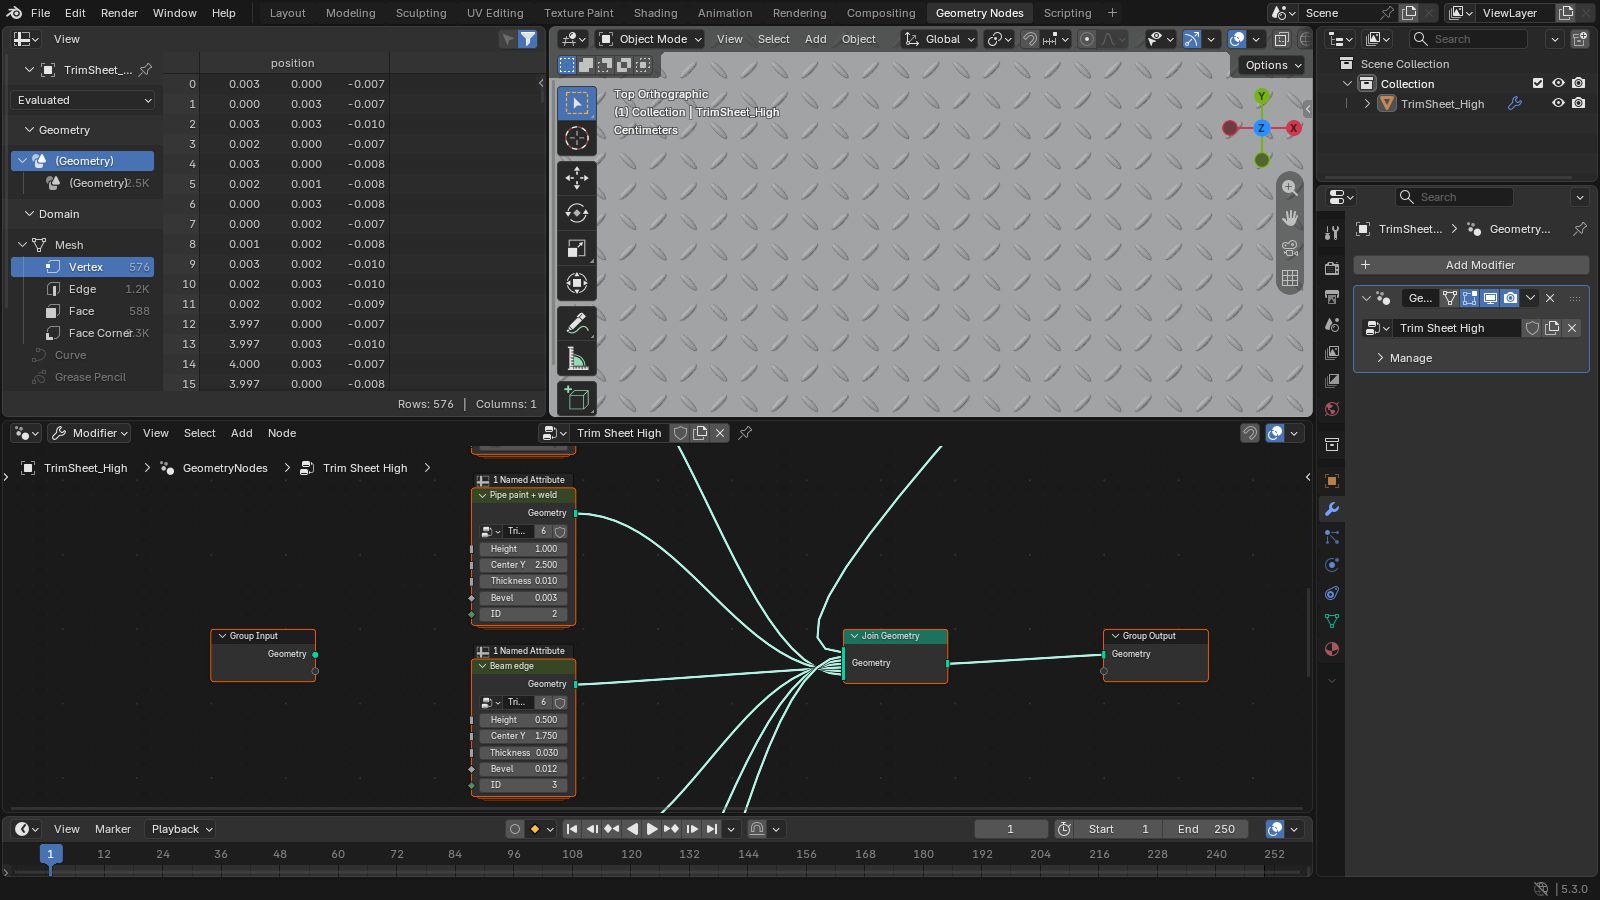 File Edit Render Window Help Layout Modeling Sculpting UV Editing Texture Paint Shading Animation Rendering Compositing Geometry Nodes Scripting Scene ViewLayer
View
TrimSheet_...
Evaluated
Geometry
(Geometry)
(Geometry) 2.5K
Domain
Mesh
Vertex 576
Edge 1.2K
Face 588
Face Corner 2.3K
Curve
Grease Pencil
position
0 0.003 0.000 -0.007
1 0.000 0.003 -0.007
2 0.003 0.003 -0.010
3 0.002 0.000 -0.007
4 0.003 0.000 -0.008
5 0.002 0.001 -0.008
6 0.000 0.003 -0.008
7 0.000 0.002 -0.007
8 0.001 0.002 -0.008
9 0.003 0.002 -0.010
10 0.002 0.003 -0.010
11 0.002 0.002 -0.009
12 3.997 0.000 -0.007
13 3.997 0.003 -0.010
14 4.000 0.003 -0.007
15 3.997 0.000 -0.008
Rows: 576 | Columns: 1
Object Mode View Select Add Object Global
Options
Top Orthographic
(1) Collection | TrimSheet_High
Centimeters
Y
Z
X
Search
Scene Collection
Collection
TrimSheet_High
Search
TrimSheet... Geometry...
Add Modifier
Ge...
Trim Sheet High
Manage
Modifier View Select Add Node Trim Sheet High
TrimSheet_High GeometryNodes Trim Sheet High
1 Named Attribute
Pipe paint + weld
Geometry
Tri... 6
Height 1.000
Center Y 2.500
Thickness 0.010
Bevel 0.003
ID 2
1 Named Attribute
Beam edge
Geometry
Tri... 6
Height 0.500
Center Y 1.750
Thickness 0.030
Bevel 0.012
ID 3
Group Input
Geometry
Join Geometry
Geometry
Group Output
Geometry
View Marker Playback 1 Start 1 End 250
1 12 24 36 48 60 72 84 96 108 120 132 144 156 168 180 192 204 216 228 240 252
5.3.0